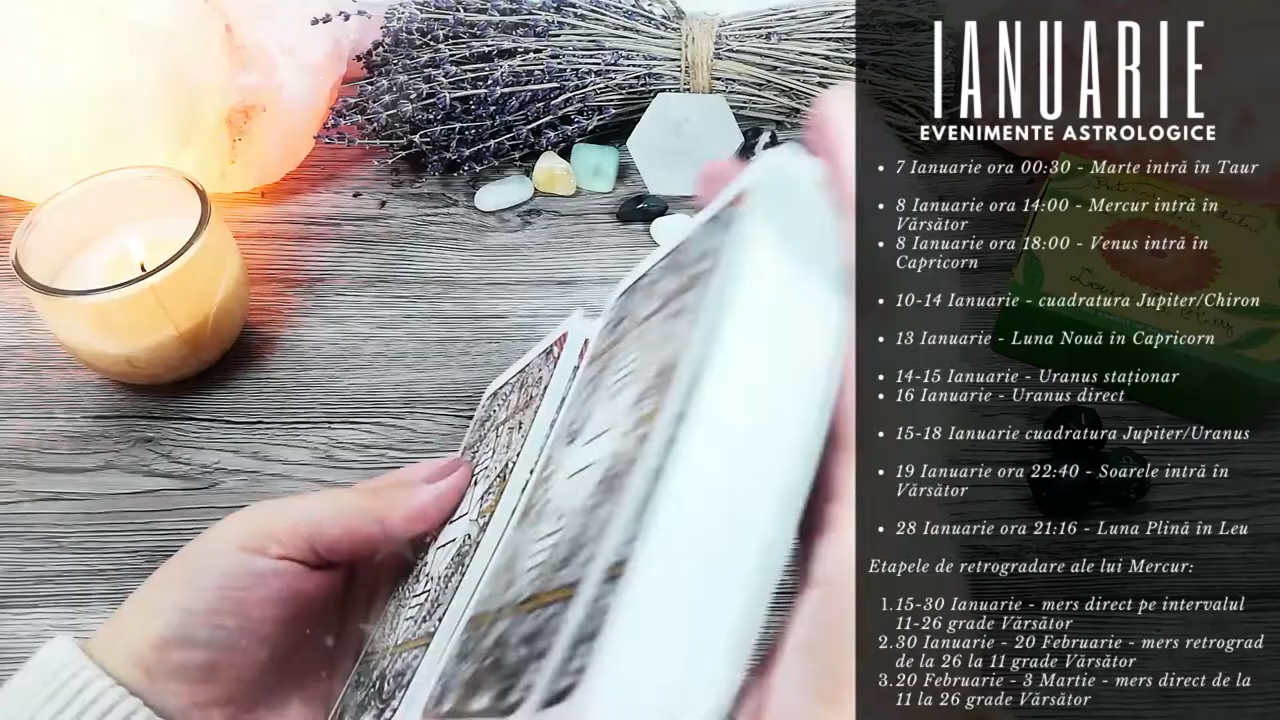 IANUARIE
EVENIMENTE ASTROLOGICE
• 7 Ianuarie ora 00:30 - Marte intră în Taur
• 8 Ianuarie ora 14:00 - Mercur intră în
Vărsător
• 8 Ianuarie ora 18:00 - Venus intră în
Capricorn
• 10-14 Ianuarie - cuadratura Jupiter/Chiron
• 13 Ianuarie - Luna Nouă în Capricorn
• 14-15 Ianuarie - Uranus staționar
• 16 Ianuarie - Uranus direct
• 15-18 Ianuarie cuadratura Jupiter/Uranus
• 19 Ianuarie ora 22:40 - Soarele intră în
Vărsător
• 28 Ianuarie ora 21:16 - Luna Plină în Leu
Etapele de retrogradare ale lui Mercur:
1.15-30 Ianuarie - mers direct pe intervalul
11-26 grade Vărsător
2.30 Ianuarie - 20 Februarie - mers retrograd
de la 26 la 11 grade Vărsător
3.20 Februarie - 3 Martie - mers direct de la
11 la 26 grade Vărsător